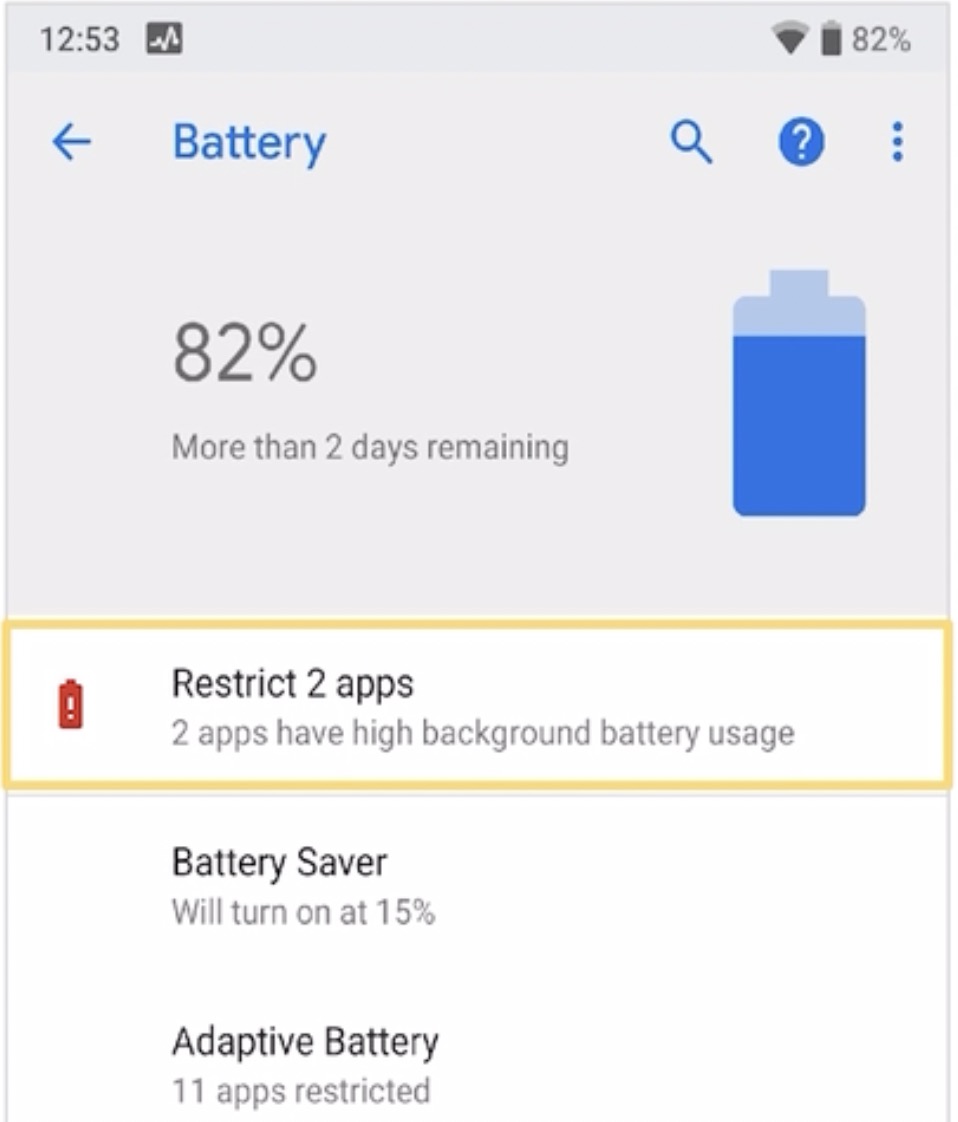 12:53 82%
Battery
82%
More than 2 days remaining
Restrict 2 apps
2 apps have high background battery usage
Battery Saver
Will turn on at 15%
Adaptive Battery
11 apps restricted